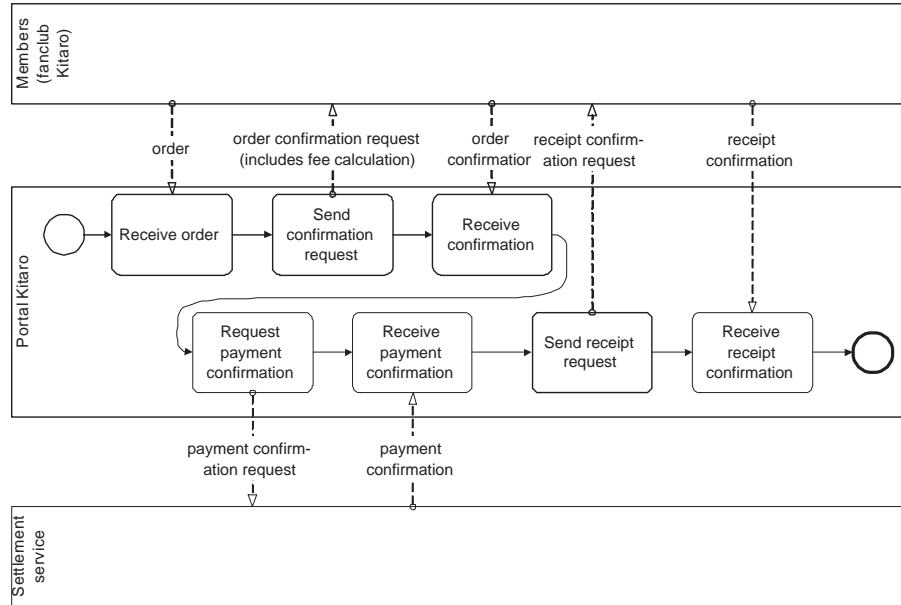 Members
(fanclub
Kitaro)
order
order confirmation request
(includes fee calculation)
order
confirmatior
receipt confirm-
ation request
receipt
confirmation
Portal Kitaro
Receive order
Send
confirmation
request
Receive
confirmation
Request
payment
confirmation
Receive
payment
confirmation
Send receipt
request
Receive
receipt
confirmation
payment confirm-
ation request
payment
confirmation
Settlement
service